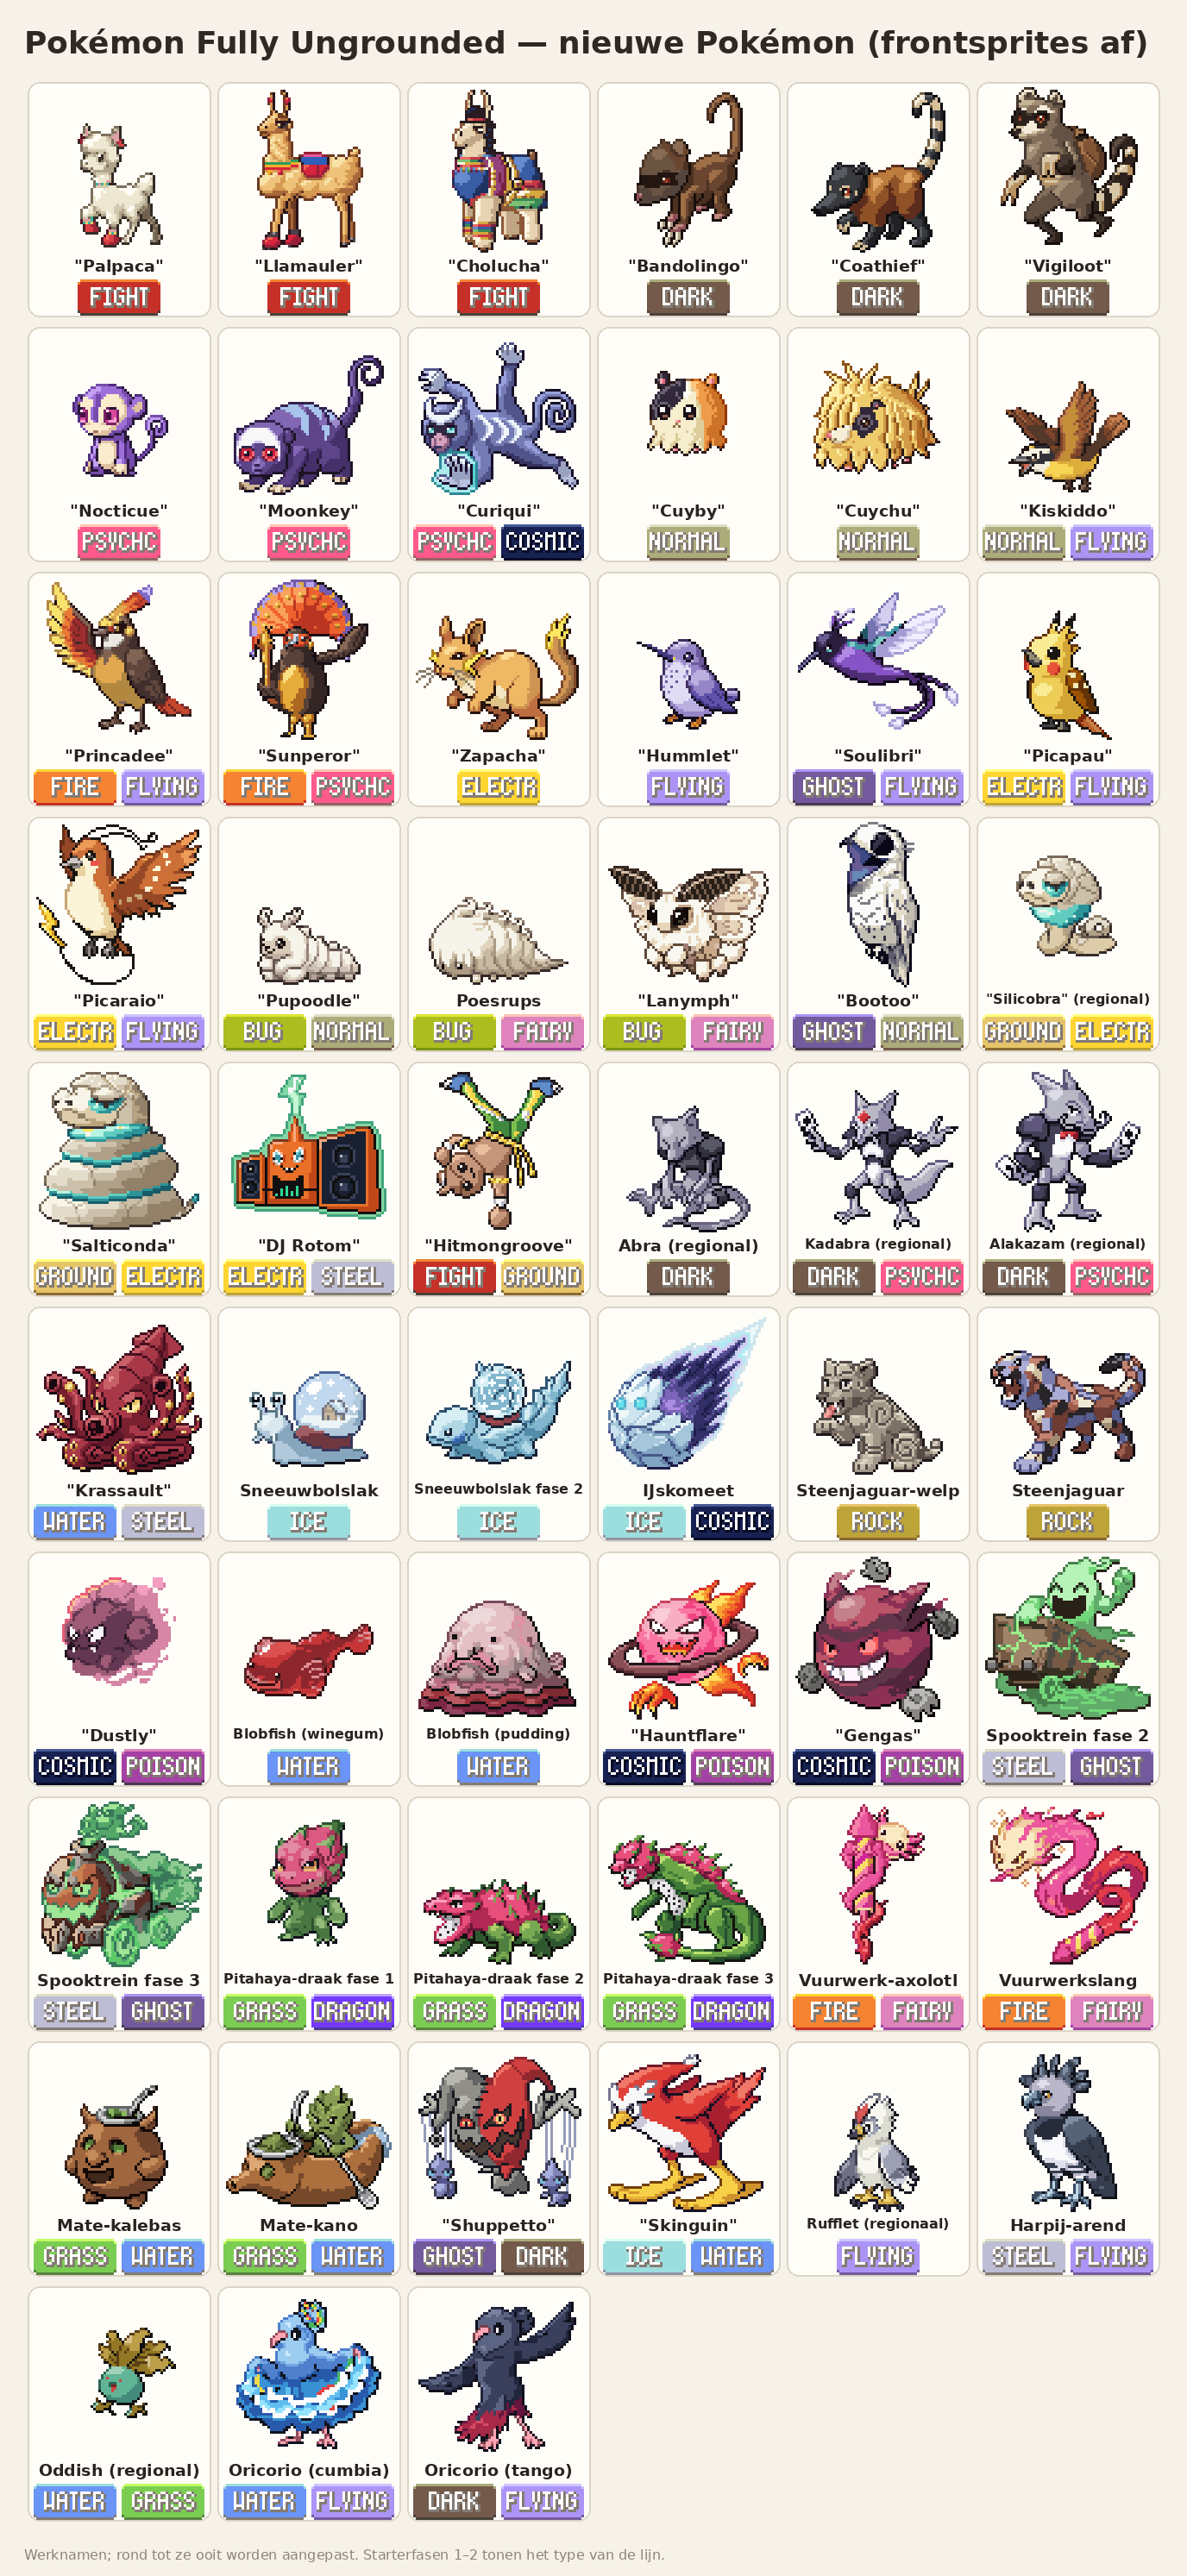 Pokémon Fully Ungrounded — nieuwe Pokémon (frontsprites af)
"Palpaca" "Llamauler" "Cholucha" "Bandolingo" "Coathief" "Vigiloot"
FIGHT FIGHT FIGHT DARK DARK DARK
"Nocticue" "Moonkey" "Curiqui" "Cuyby" "Cuychu" "Kiskiddo"
PSYCHC PSYCHC PSYCHC COSMIC NORMAL NORMAL NORMAL FLYING
"Princadee" "Sunperor" "Zapacha" "Hummlet" "Soulibri" "Picapau"
FIRE FLYING FIRE PSYCHC ELECTR FLYING GHOST FLYING ELECTR FLYING
"Picaraio" "Pupoodle" Poesrups "Lanymph" "Bootoo" "Silicobra" (regional)
ELECTR FLYING BUG NORMAL BUG FAIRY BUG FAIRY GHOST NORMAL GROUND ELECTR
"Salticonda" "DJ Rotom" "Hitmongroove" Abra (regional) Kadabra (regional) Alakazam (regional)
GROUND ELECTR ELECTR STEEL FIGHT GROUND DARK DARK PSYCHC DARK PSYCHC
"Krassault" Sneeuwbolslak Sneeuwbolslak fase 2 IJskomeet Steenjaguar-welp Steenjaguar
WATER STEEL ICE ICE ICE COSMIC ROCK ROCK
"Dustly" Blobfish (winegum) Blobfish (pudding) "Hauntflare" "Gengas" Spooktrein fase 2
COSMIC POISON WATER WATER COSMIC POISON COSMIC POISON STEEL GHOST
Spooktrein fase 3 Pitahaya-draak fase 1 Pitahaya-draak fase 2 Pitahaya-draak fase 3 Vuurwerk-axolotl Vuurwerkslang
STEEL GHOST GRASS DRAGON GRASS DRAGON GRASS DRAGON FIRE FAIRY FIRE FAIRY
Mate-kalebas Mate-kano "Shuppetto" "Skinguin" Rufflet (regionaal) Harpij-arend
GRASS WATER GRASS WATER GHOST DARK ICE WATER FLYING STEEL FLYING
Oddish (regional) Oricorio (cumbia) Oricorio (tango)
WATER GRASS WATER FLYING DARK FLYING
Werknamen; rond tot ze ooit worden aangepast. Starterfasen 1–2 tonen het type van de lijn.